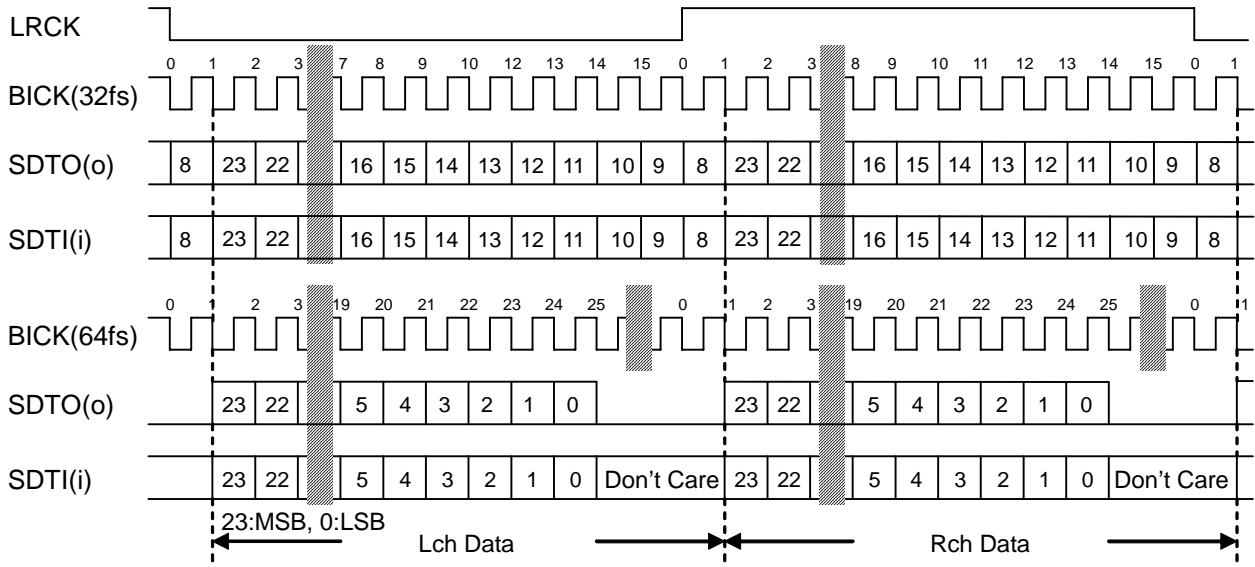 LRCK
0 1 2 3 7 8 9 10 12 13 14 15 0 1 2 3 8 9 10 11 12 13 14 15 0 1
BICK(32fs)
SDTO(o) 8 23 22 16 15 14 13 12 11 10 9 8 23 22 16 15 14 13 12 11 10 9 8
SDTI(i) 8 23 22 16 15 14 13 12 11 10 9 8 23 22 16 15 14 13 12 11 10 9 8
0 1 2 3 19 20 21 22 23 24 25 0 1 2 3 19 20 21 22 23 24 25 0 1
BICK(64fs)
SDTO(o) 23 22 5 4 3 2 1 0 23 22 5 4 3 2 1 0
SDTI(i) 23 22 5 4 3 2 1 0 Don't Care 23 22 5 4 3 2 1 0 Don't Care
23:MSB, 0:LSB
Lch Data Rch Data